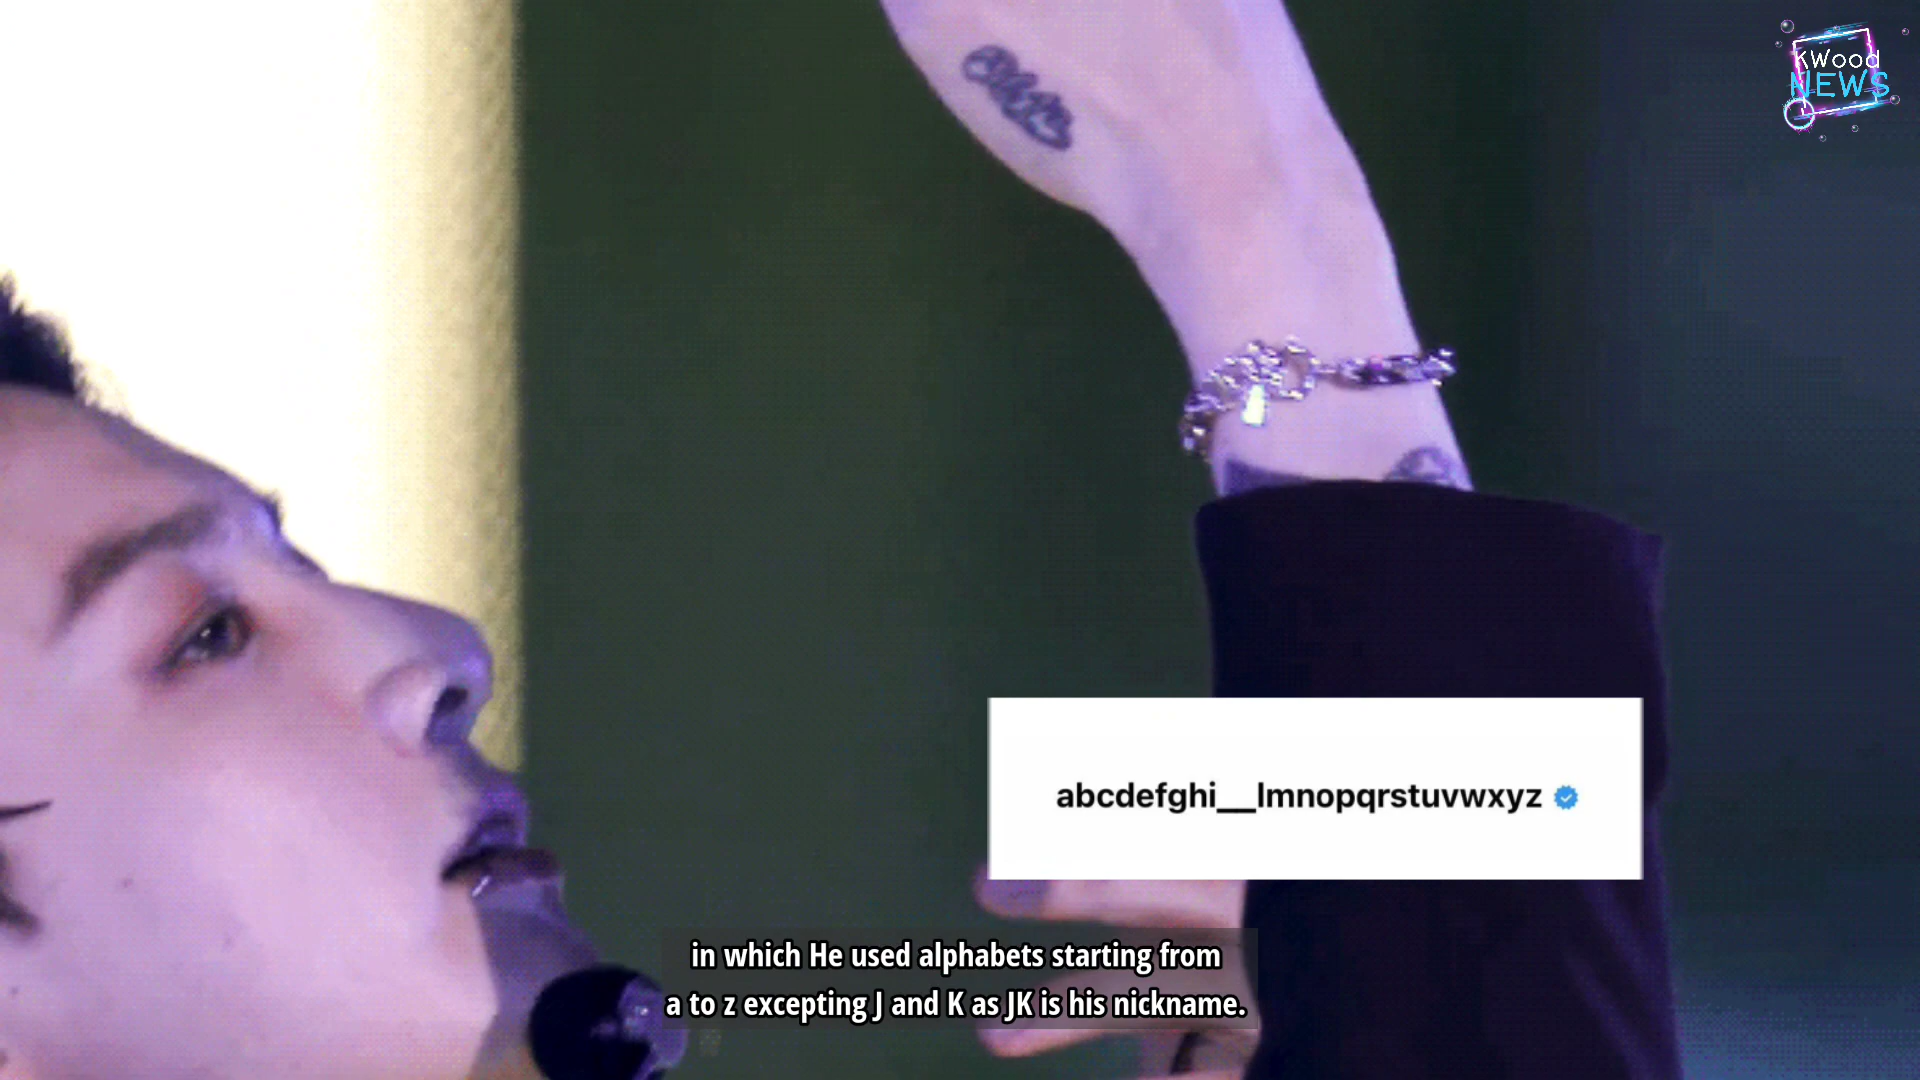 KWood
NEWS
abcdefghi__lmnopqrstuvwxyz
in which He used alphabets starting from
a to z excepting J and K as JK is his nickname.